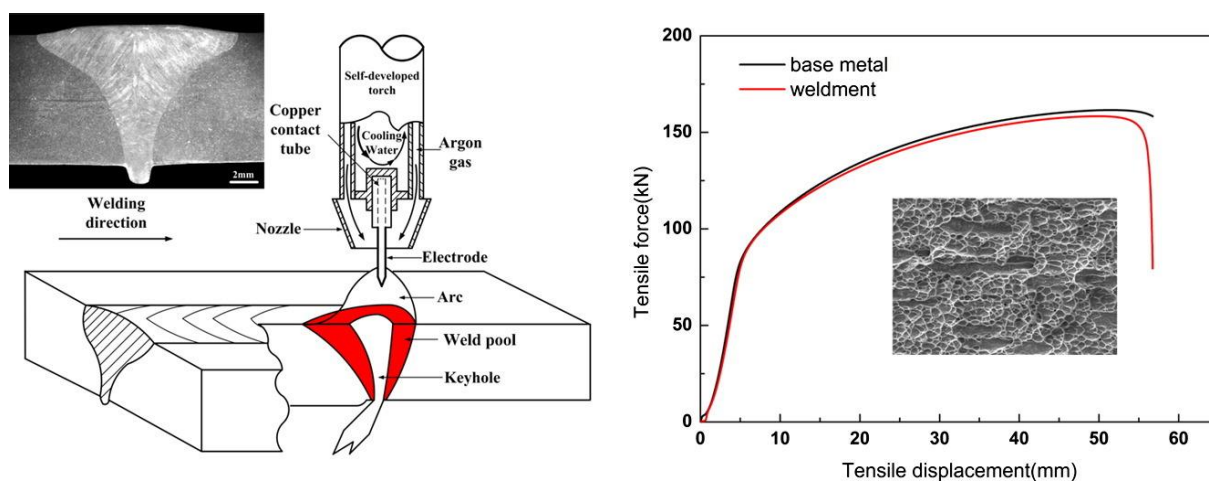 2mm
Welding
direction
Self-developed
torch
Copper
contact
tube
Cooling
Water
Argon
gas
Nozzle
Electrode
Arc
Weld pool
Keyhole
200
150
100
50
0
base metal
weldment
Tensile force(kN)
0 10 20 30 40 50 60
Tensile displacement(mm)